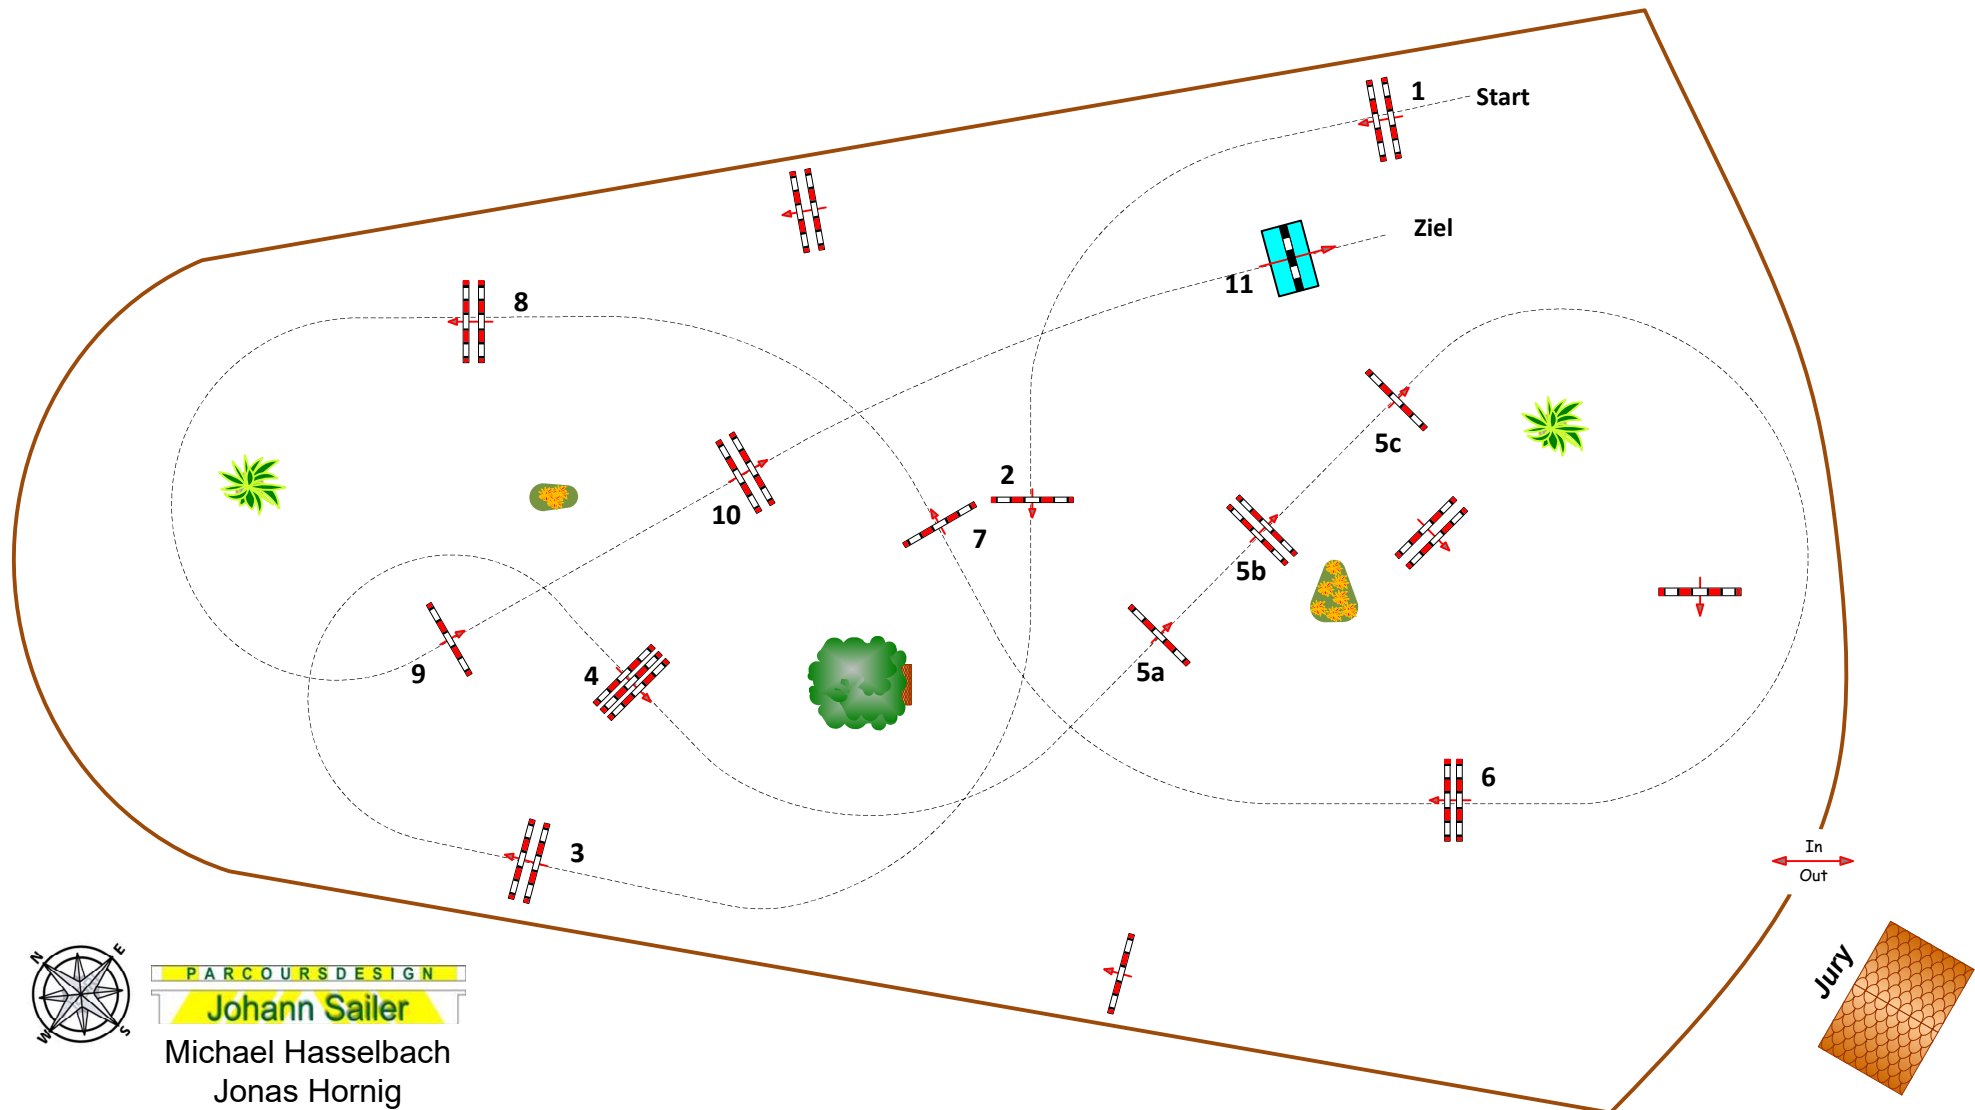 1
Start
Ziel
11
8
5c
2
10
7
5b
5a
9
4
6
3
In
Out
Jury
N
E
W
S
PARCOURSDESIGN
Johann Sailer
Michael Hasselbach
Jonas Hornig